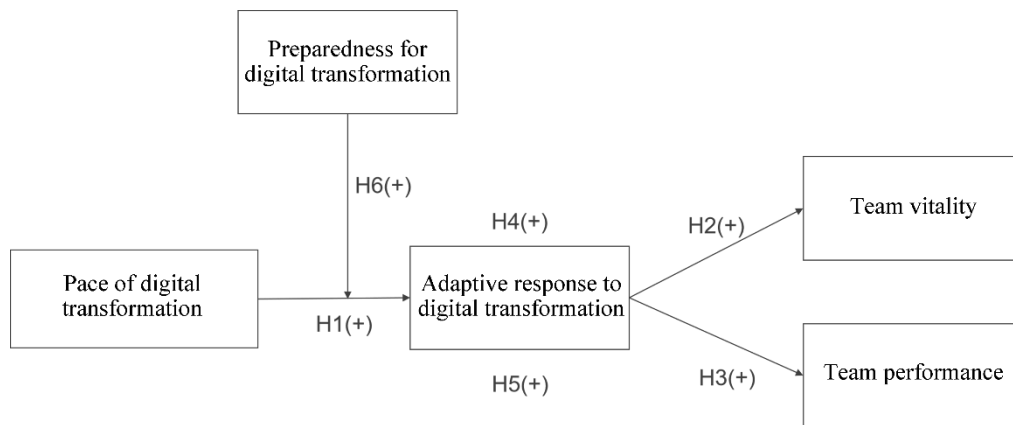 Preparedness for
digital transformation
H6(+)
H4(+)
H2(+)
Team vitality
Pace of digital
transformation
H1(+)
Adaptive response to
digital transformation
H5(+)
H3(+)
Team performance